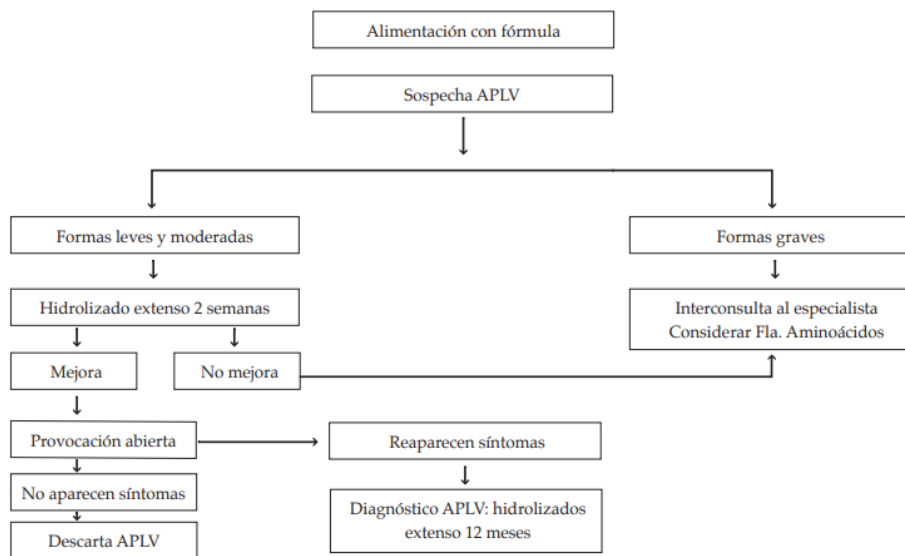 Alimentación con fórmula
Sospecha APLV
Formas leves y moderadas
Formas graves
Hidrolizado extenso 2 semanas
Interconsulta al especialista
Considerar Fla. Aminoácidos
Mejora
No mejora
Provocación abierta
Reaparecen síntomas
No aparecen síntomas
Diagnóstico APLV: hidrolizados
extenso 12 meses
Descarta APLV